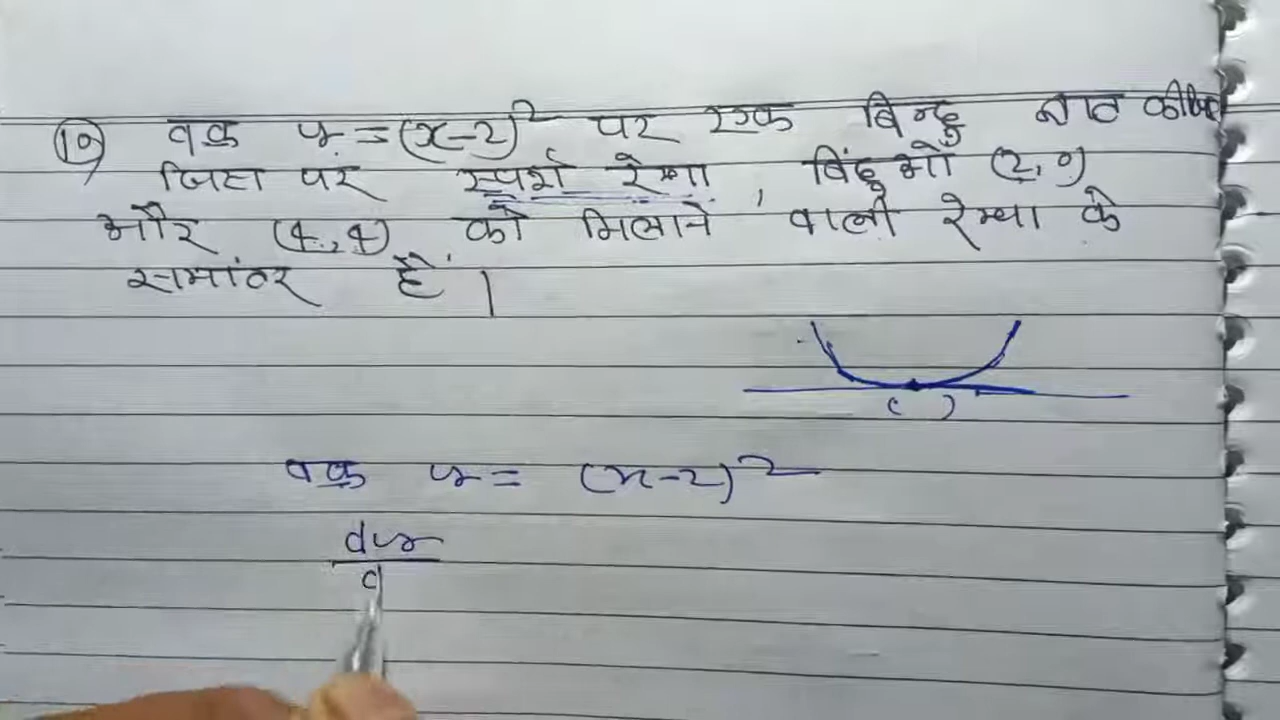 10 वक्र y = (x-2)² पर एक बिन्दु ज्ञात कीजिए
जिस पर स्पर्श रेखा, बिंदुओं (2,0)
और (4,4) को मिलाने वाली रेखा के
समांतर है।
( )
वक्र y = (x-2)²
dy
d